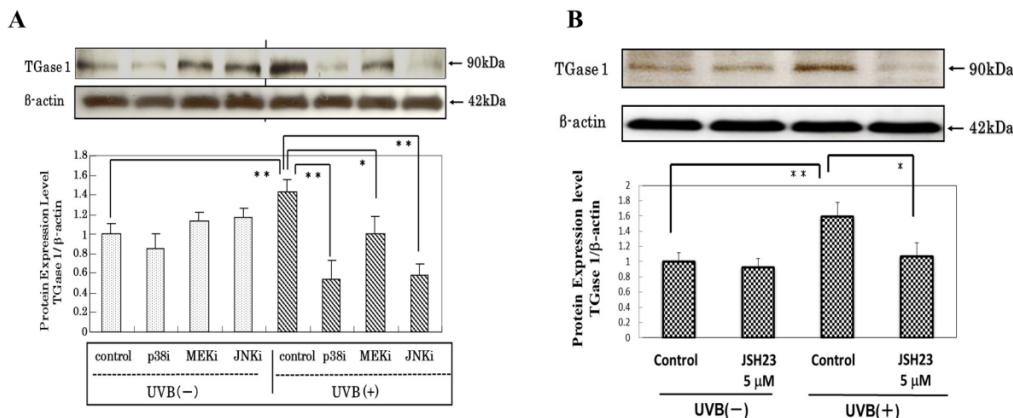 A
TGase 1
90kDa
β-actin
42kDa
Protein Expression Level
TGase 1/β-actin
1.8
1.6
1.4
1.2
1
0.8
0.6
0.4
0.2
0
**
**
*
**
control p38i MEKi JNKi control p38i MEKi JNKi
UVB(−) UVB(+)
B
TGase 1
90kDa
β-actin
42kDa
Protein Expression level
TGase 1/β-actin
2
1.8
1.6
1.4
1.2
1
0.8
0.6
0.4
0.2
0
**
*
Control JSH23 Control JSH23
5 μM 5 μM
UVB(−) UVB(+)